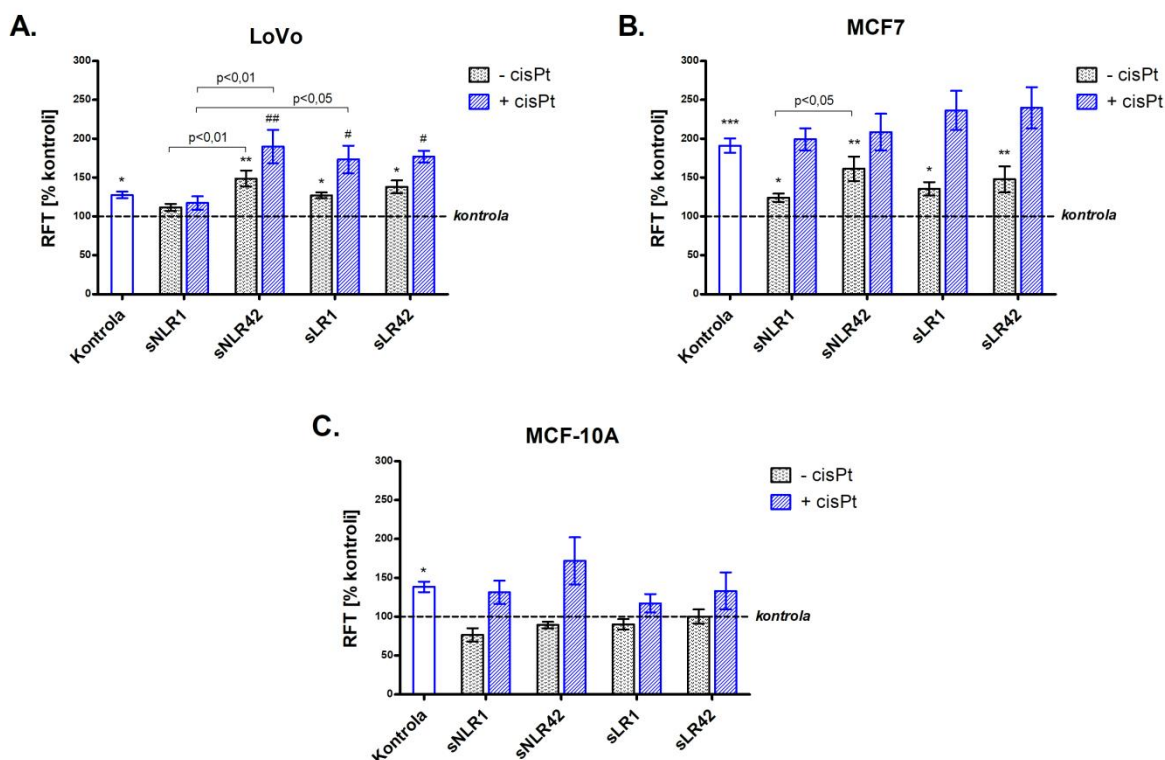 A.
LoVo
RFT [% kontroli]
300
250
200
150
100
50
0
p<0,01
p<0,05
p<0,01
*
**
##
*
#
*
#
kontrola
- cisPt
+ cisPt
Kontrola
sNLR1
sNLR42
sLR1
sLR42
B.
MCF7
RFT [% kontroli]
300
250
200
150
100
50
0
p<0,05
***
*
**
*
**
kontrola
- cisPt
+ cisPt
Kontrola
sNLR1
sNLR42
sLR1
sLR42
C.
MCF-10A
RFT [% kontroli]
300
250
200
150
100
50
0
*
kontrola
- cisPt
+ cisPt
Kontrola
sNLR1
sNLR42
sLR1
sLR42